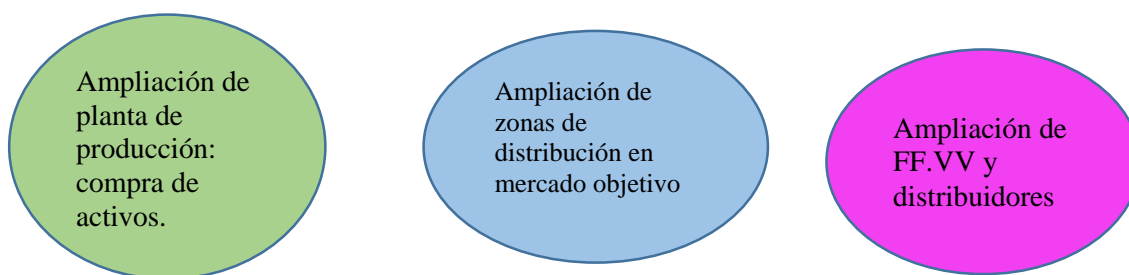 Ampliación de
planta de
producción:
compra de
activos.
Ampliación de
zonas de
distribución en
mercado objetivo
Ampliación de
FF.VV y
distribuidores